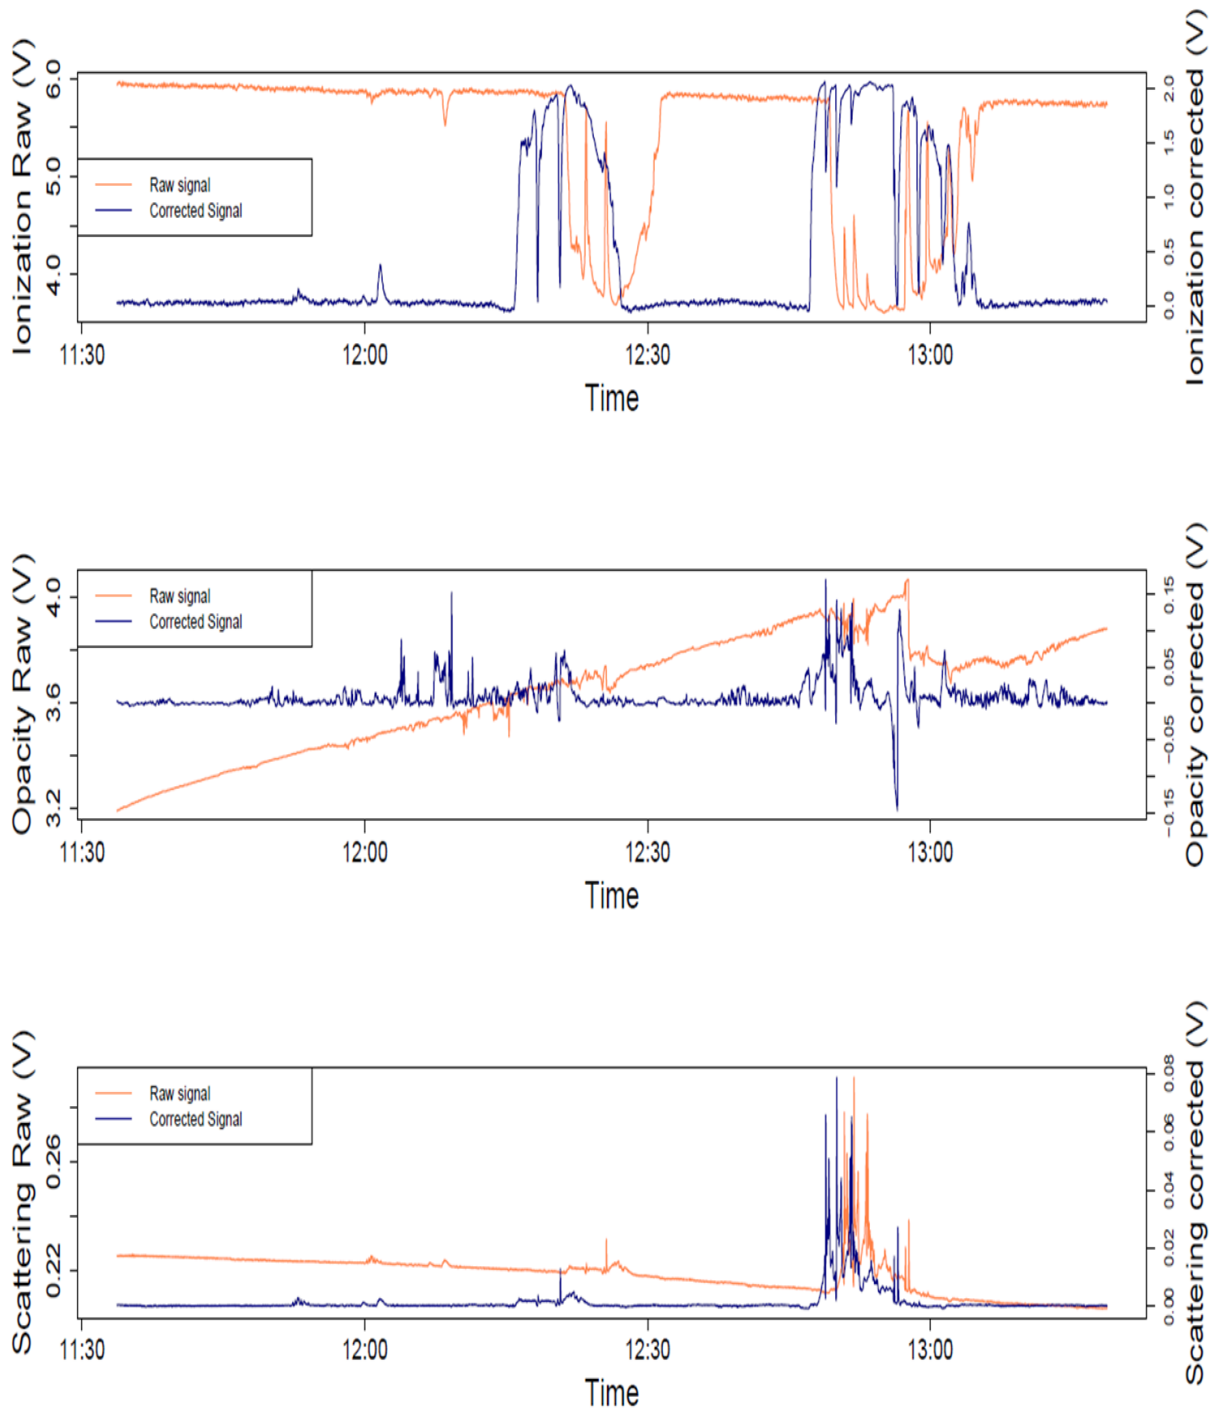 Ionization Raw (V)
6.0
5.0
4.0
Raw signal
Corrected Signal
2.0
1.5
1.0
0.5
0.0
Ionization corrected (V)
11:30 12:00 12:30 13:00
Time
Opacity Raw (V)
4.0
3.6
3.2
Raw signal
Corrected Signal
0.15
0.05
−0.05
−0.15
Opacity corrected (V)
11:30 12:00 12:30 13:00
Time
Scattering Raw (V)
0.26
0.22
Raw signal
Corrected Signal
0.08
0.06
0.04
0.02
0.00
Scattering corrected (V)
11:30 12:00 12:30 13:00
Time